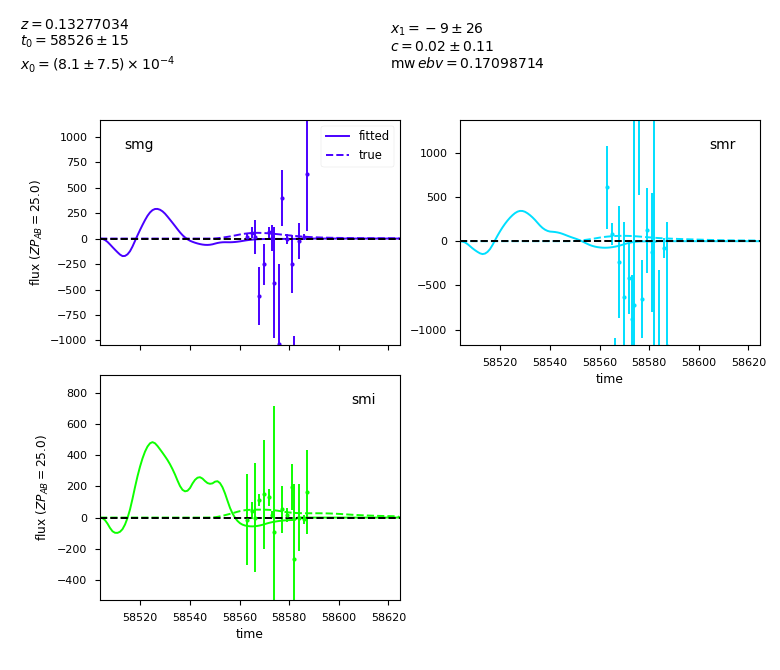 z = 0.13277034
t₀ = 58526 ± 15
x₀ = (8.1 ± 7.5) × 10⁻⁴
x₁ = − 9 ± 26
c = 0.02 ± 0.11
mw ebv = 0.17098714
smg
fitted
true
1000
750
500
250
0
−250
−500
−750
−1000
flux (ZP_AB = 25.0)
smr
1000
500
0
−500
−1000
58520 58540 58560 58580 58600 58620
time
smi
800
600
400
200
0
−200
−400
flux (ZP_AB = 25.0)
58520 58540 58560 58580 58600 58620
time